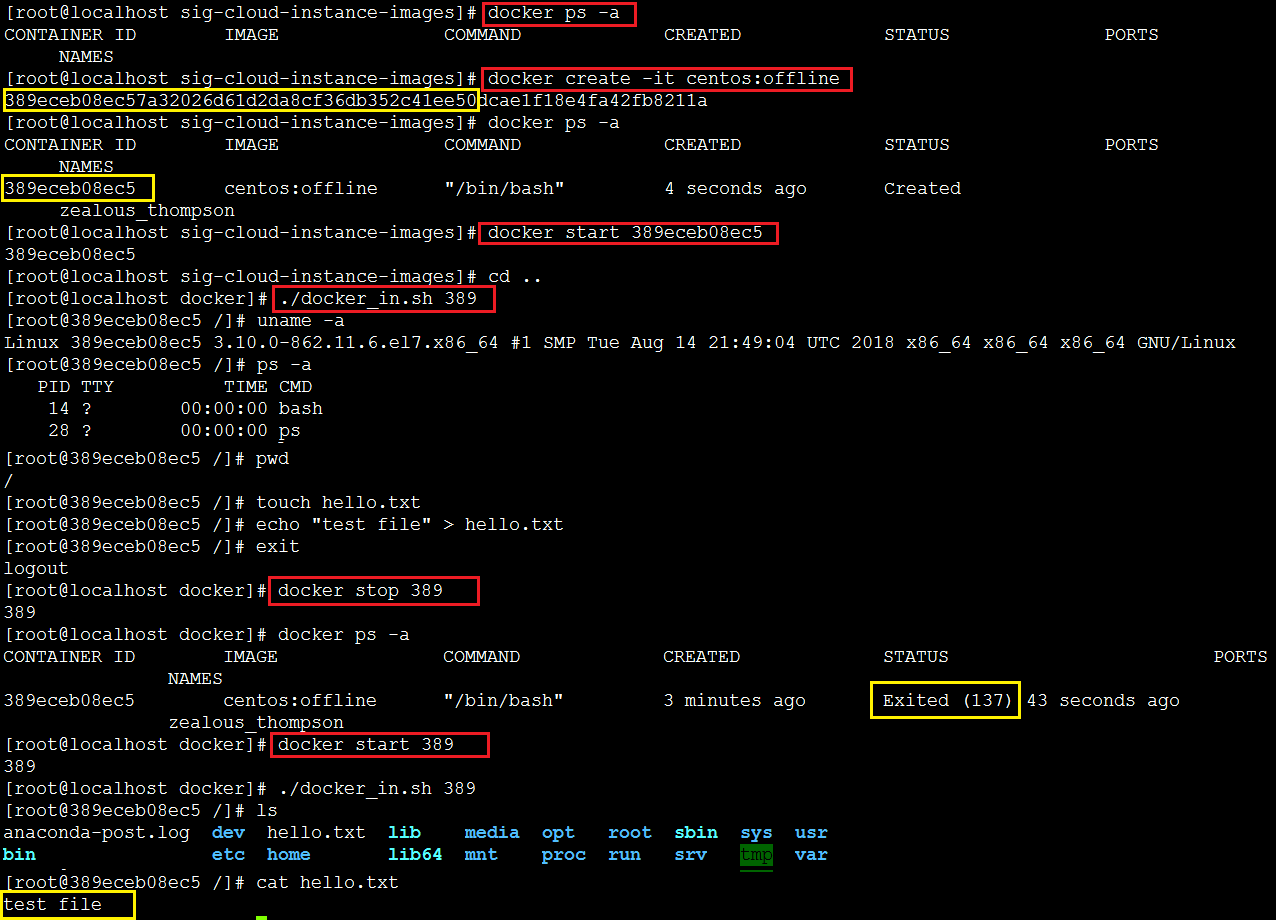 [root@localhost sig-cloud-instance-images]# docker ps -a
CONTAINER ID        IMAGE               COMMAND             CREATED             STATUS              PORTS
NAMES
[root@localhost sig-cloud-instance-images]# docker create -it centos:offline
389eceb08ec57a32026d61d2da8cf36db352c41ee50dcae1f18e4fa42fb8211a
[root@localhost sig-cloud-instance-images]# docker ps -a
CONTAINER ID        IMAGE               COMMAND             CREATED             STATUS              PORTS
NAMES
389eceb08ec5        centos:offline      "/bin/bash"         4 seconds ago       Created
zealous_thompson
[root@localhost sig-cloud-instance-images]# docker start 389eceb08ec5
389eceb08ec5
[root@localhost sig-cloud-instance-images]# cd ..
[root@localhost docker]# ./docker_in.sh 389
[root@389eceb08ec5 /]# uname -a
Linux 389eceb08ec5 3.10.0-862.11.6.el7.x86_64 #1 SMP Tue Aug 14 21:49:04 UTC 2018 x86_64 x86_64 x86_64 GNU/Linux
[root@389eceb08ec5 /]# ps -a
PID TTY          TIME CMD
14 ?        00:00:00 bash
28 ?        00:00:00 ps
[root@389eceb08ec5 /]# pwd
/
[root@389eceb08ec5 /]# touch hello.txt
[root@389eceb08ec5 /]# echo "test file" > hello.txt
[root@389eceb08ec5 /]# exit
logout
[root@localhost docker]# docker stop 389
389
[root@localhost docker]# docker ps -a
CONTAINER ID        IMAGE               COMMAND             CREATED             STATUS                        PORTS
NAMES
389eceb08ec5        centos:offline      "/bin/bash"         3 minutes ago       Exited (137) 43 seconds ago
zealous_thompson
[root@localhost docker]# docker start 389
389
[root@localhost docker]# ./docker_in.sh 389
[root@389eceb08ec5 /]# ls
anaconda-post.log  dev  hello.txt  lib    media  opt   root  sbin  sys  usr
bin                etc  home       lib64  mnt    proc  run   srv   tmp  var
[root@389eceb08ec5 /]# cat hello.txt
test file